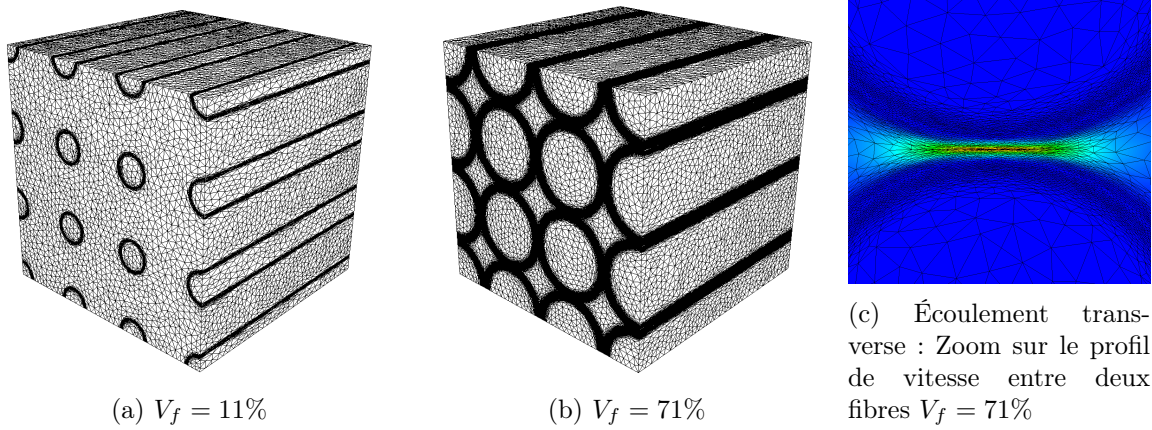 (a) V_f = 11%
(b) V_f = 71%
(c) Écoulement trans-
verse : Zoom sur le profil
de vitesse entre deux
fibres V_f = 71%